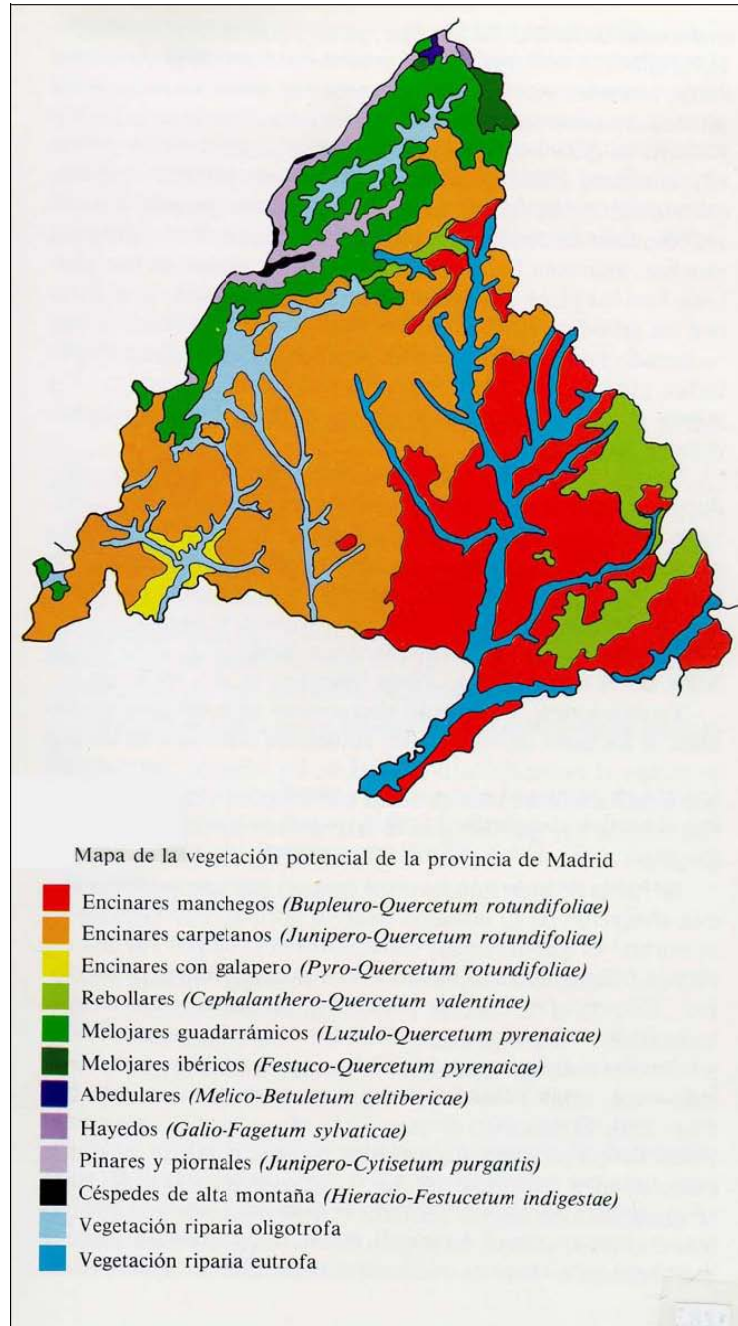 Mapa de la vegetación potencial de la provincia de Madrid
Encinares manchegos (Bupleuro-Quercetum rotundifoliae)
Encinares carpetanos (Junipero-Quercetum rotundifoliae)
Encinares con galapero (Pyro-Quercetum rotundifoliae)
Rebollares (Cephalanthero-Quercetum valentinae)
Melojares guadarrámicos (Luzulo-Quercetum pyrenaicae)
Melojares ibéricos (Festuco-Quercetum pyrenaicae)
Abedulares (Melico-Betuletum celtibericae)
Hayedos (Galio-Fagetum sylvaticae)
Pinares y piornales (Junipero-Cytisetum purgantis)
Céspedes de alta montaña (Hieracio-Festucetum indigestae)
Vegetación riparia oligotrofa
Vegetación riparia eutrofa